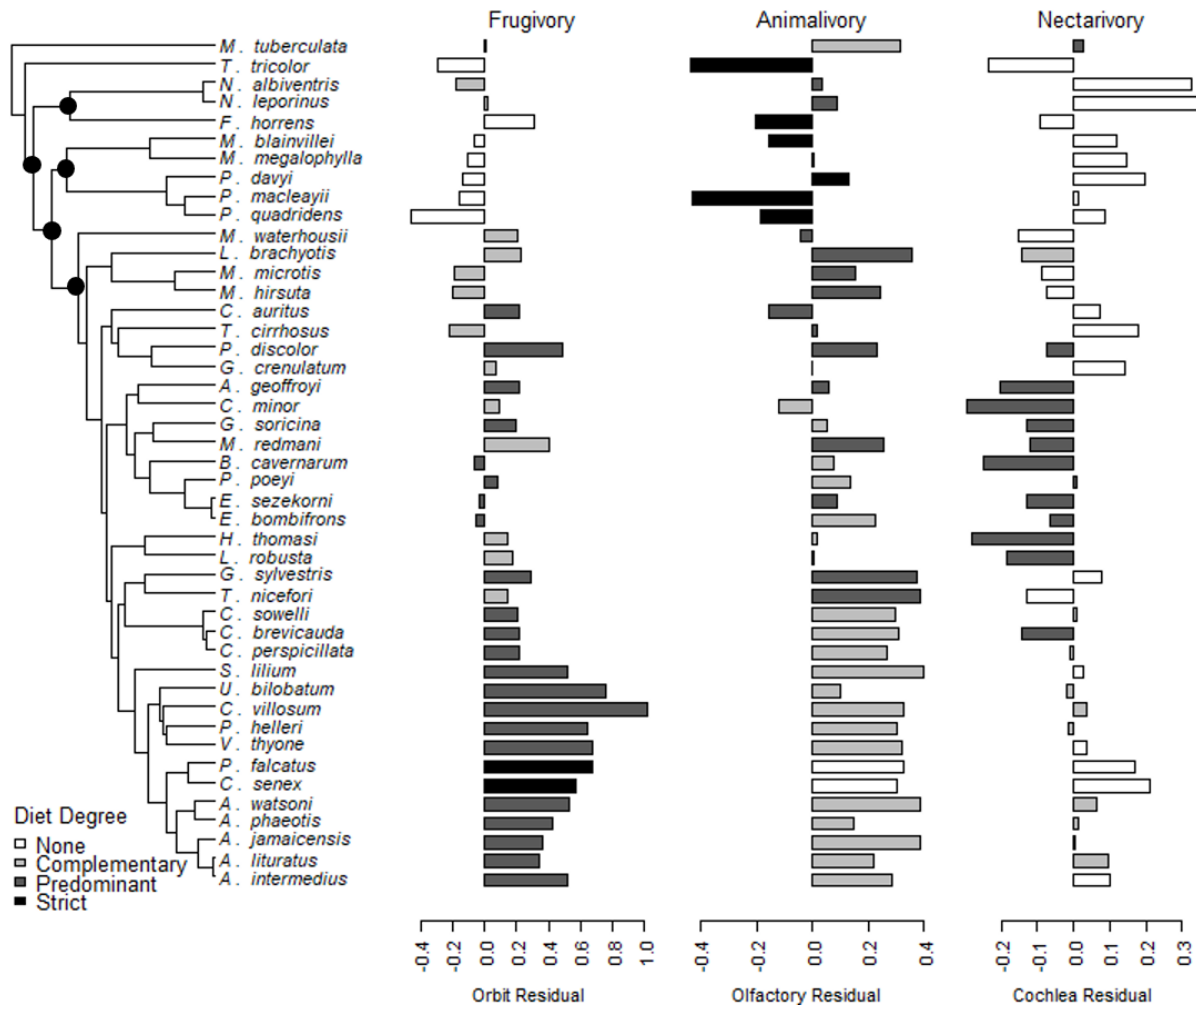 Frugivory Animalivory Nectarivory
M. tuberculata
T. tricolor
N. albiventris
N. leporinus
F. horrens
M. blainvillei
M. megalophylla
P. davyi
P. macleayii
P. quadridens
M. waterhousii
L. brachyotis
M. microtis
M. hirsuta
C. auritus
T. cirrhosus
P. discolor
G. crenulatum
A. geoffroyi
C. minor
G. soricina
M. redmani
B. cavernarum
P. poeyi
E. sezekorni
E. bombifrons
H. thomasi
L. robusta
G. sylvestris
T. nicefori
C. sowelli
C. brevicauda
C. perspicillata
S. lilium
U. bilobatum
C. villosum
P. helleri
V. thyone
P. falcatus
C. senex
A. watsoni
A. phaeotis
A. jamaicensis
A. lituratus
A. intermedius
Diet Degree
None
Complementary
Predominant
Strict
-0.4 -0.2 0.0 0.2 0.4 0.6 0.8 1.0
Orbit Residual
-0.4 -0.2 0.0 0.2 0.4
Olfactory Residual
-0.2 -0.1 0.0 0.1 0.2 0.3
Cochlea Residual